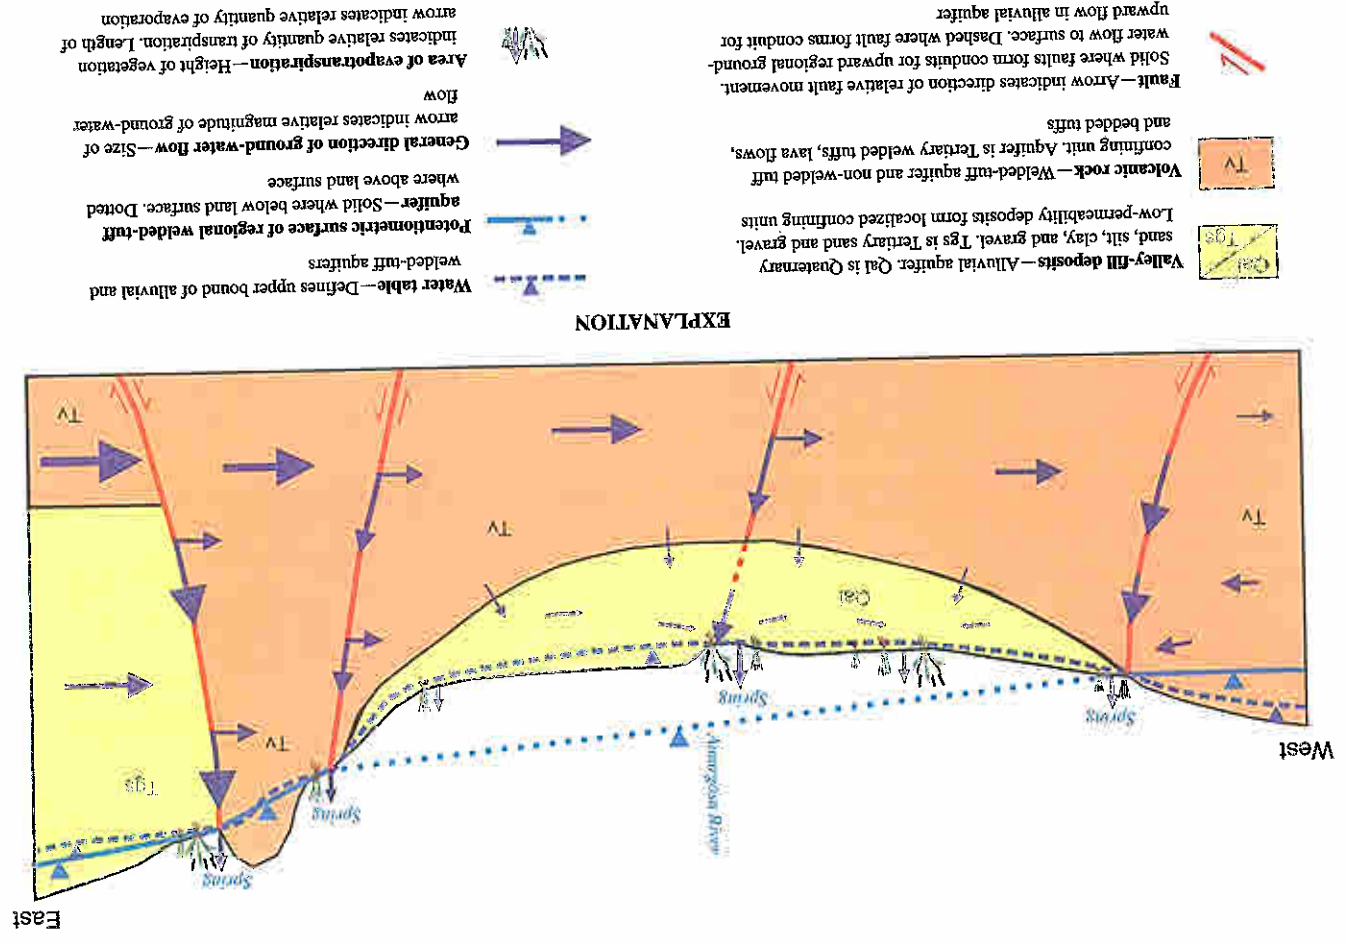 West
East
Spring
Amargosa River
Spring
Spring
Spring
Tv
Qal
Tv
Tv
Tgs
Tv
EXPLANATION
Qal
Tgs
Valley-fill deposits—Alluvial aquifer. Qal is Quaternary
sand, silt, clay, and gravel. Tgs is Tertiary sand and gravel.
Low-permeability deposits form localized confining units
Tv
Volcanic rock—Welded-tuff aquifer and non-welded tuff
confining unit. Aquifer is Tertiary welded tuffs, lava flows,
and bedded tuffs
Fault—Arrow indicates direction of relative fault movement.
Solid where faults form conduits for upward regional ground-
water flow to surface. Dashed where fault forms conduit for
upward flow in alluvial aquifer
Water table—Defines upper bound of alluvial and
welded-tuff aquifers
Potentiometric surface of regional welded-tuff
aquifer—Solid where below land surface. Dotted
where above land surface
General direction of ground-water flow—Size of
arrow indicates relative magnitude of ground-water
flow
Area of evapotranspiration—Height of vegetation
indicates relative quantity of transpiration. Length of
arrow indicates relative quantity of evaporation